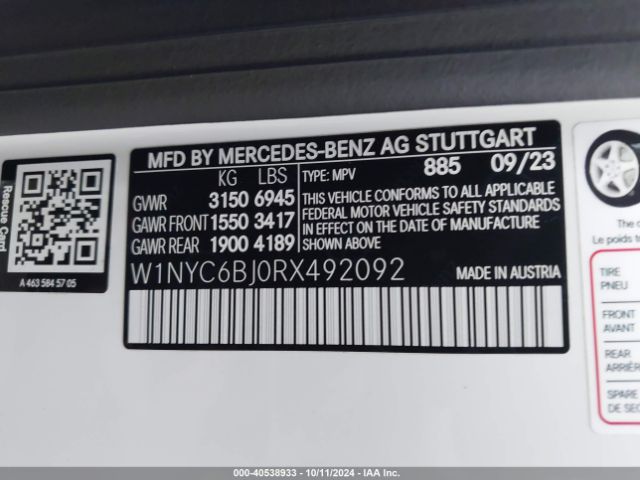 MFD BY MERCEDES-BENZ AG STUTTGART
KG LBS TYPE: MPV 885 09/23
GVWR 3150 6945
GAWR FRONT 1550 3417
GAWR REAR 1900 4189
THIS VEHICLE CONFORMS TO ALL APPLICABLE
FEDERAL MOTOR VEHICLE SAFETY STANDARDS
IN EFFECT ON THE DATE OF MANUFACTURE
SHOWN ABOVE
W1NYC6BJ0RX492092
MADE IN AUSTRIA
Rescue Card
A 463 584 57 05
Le poids to
TIRE
PNEU
FRONT
AVANT
REAR
ARRIÈR
SPARE
DE SEC
000-40538933 - 10/11/2024 - IAA Inc.